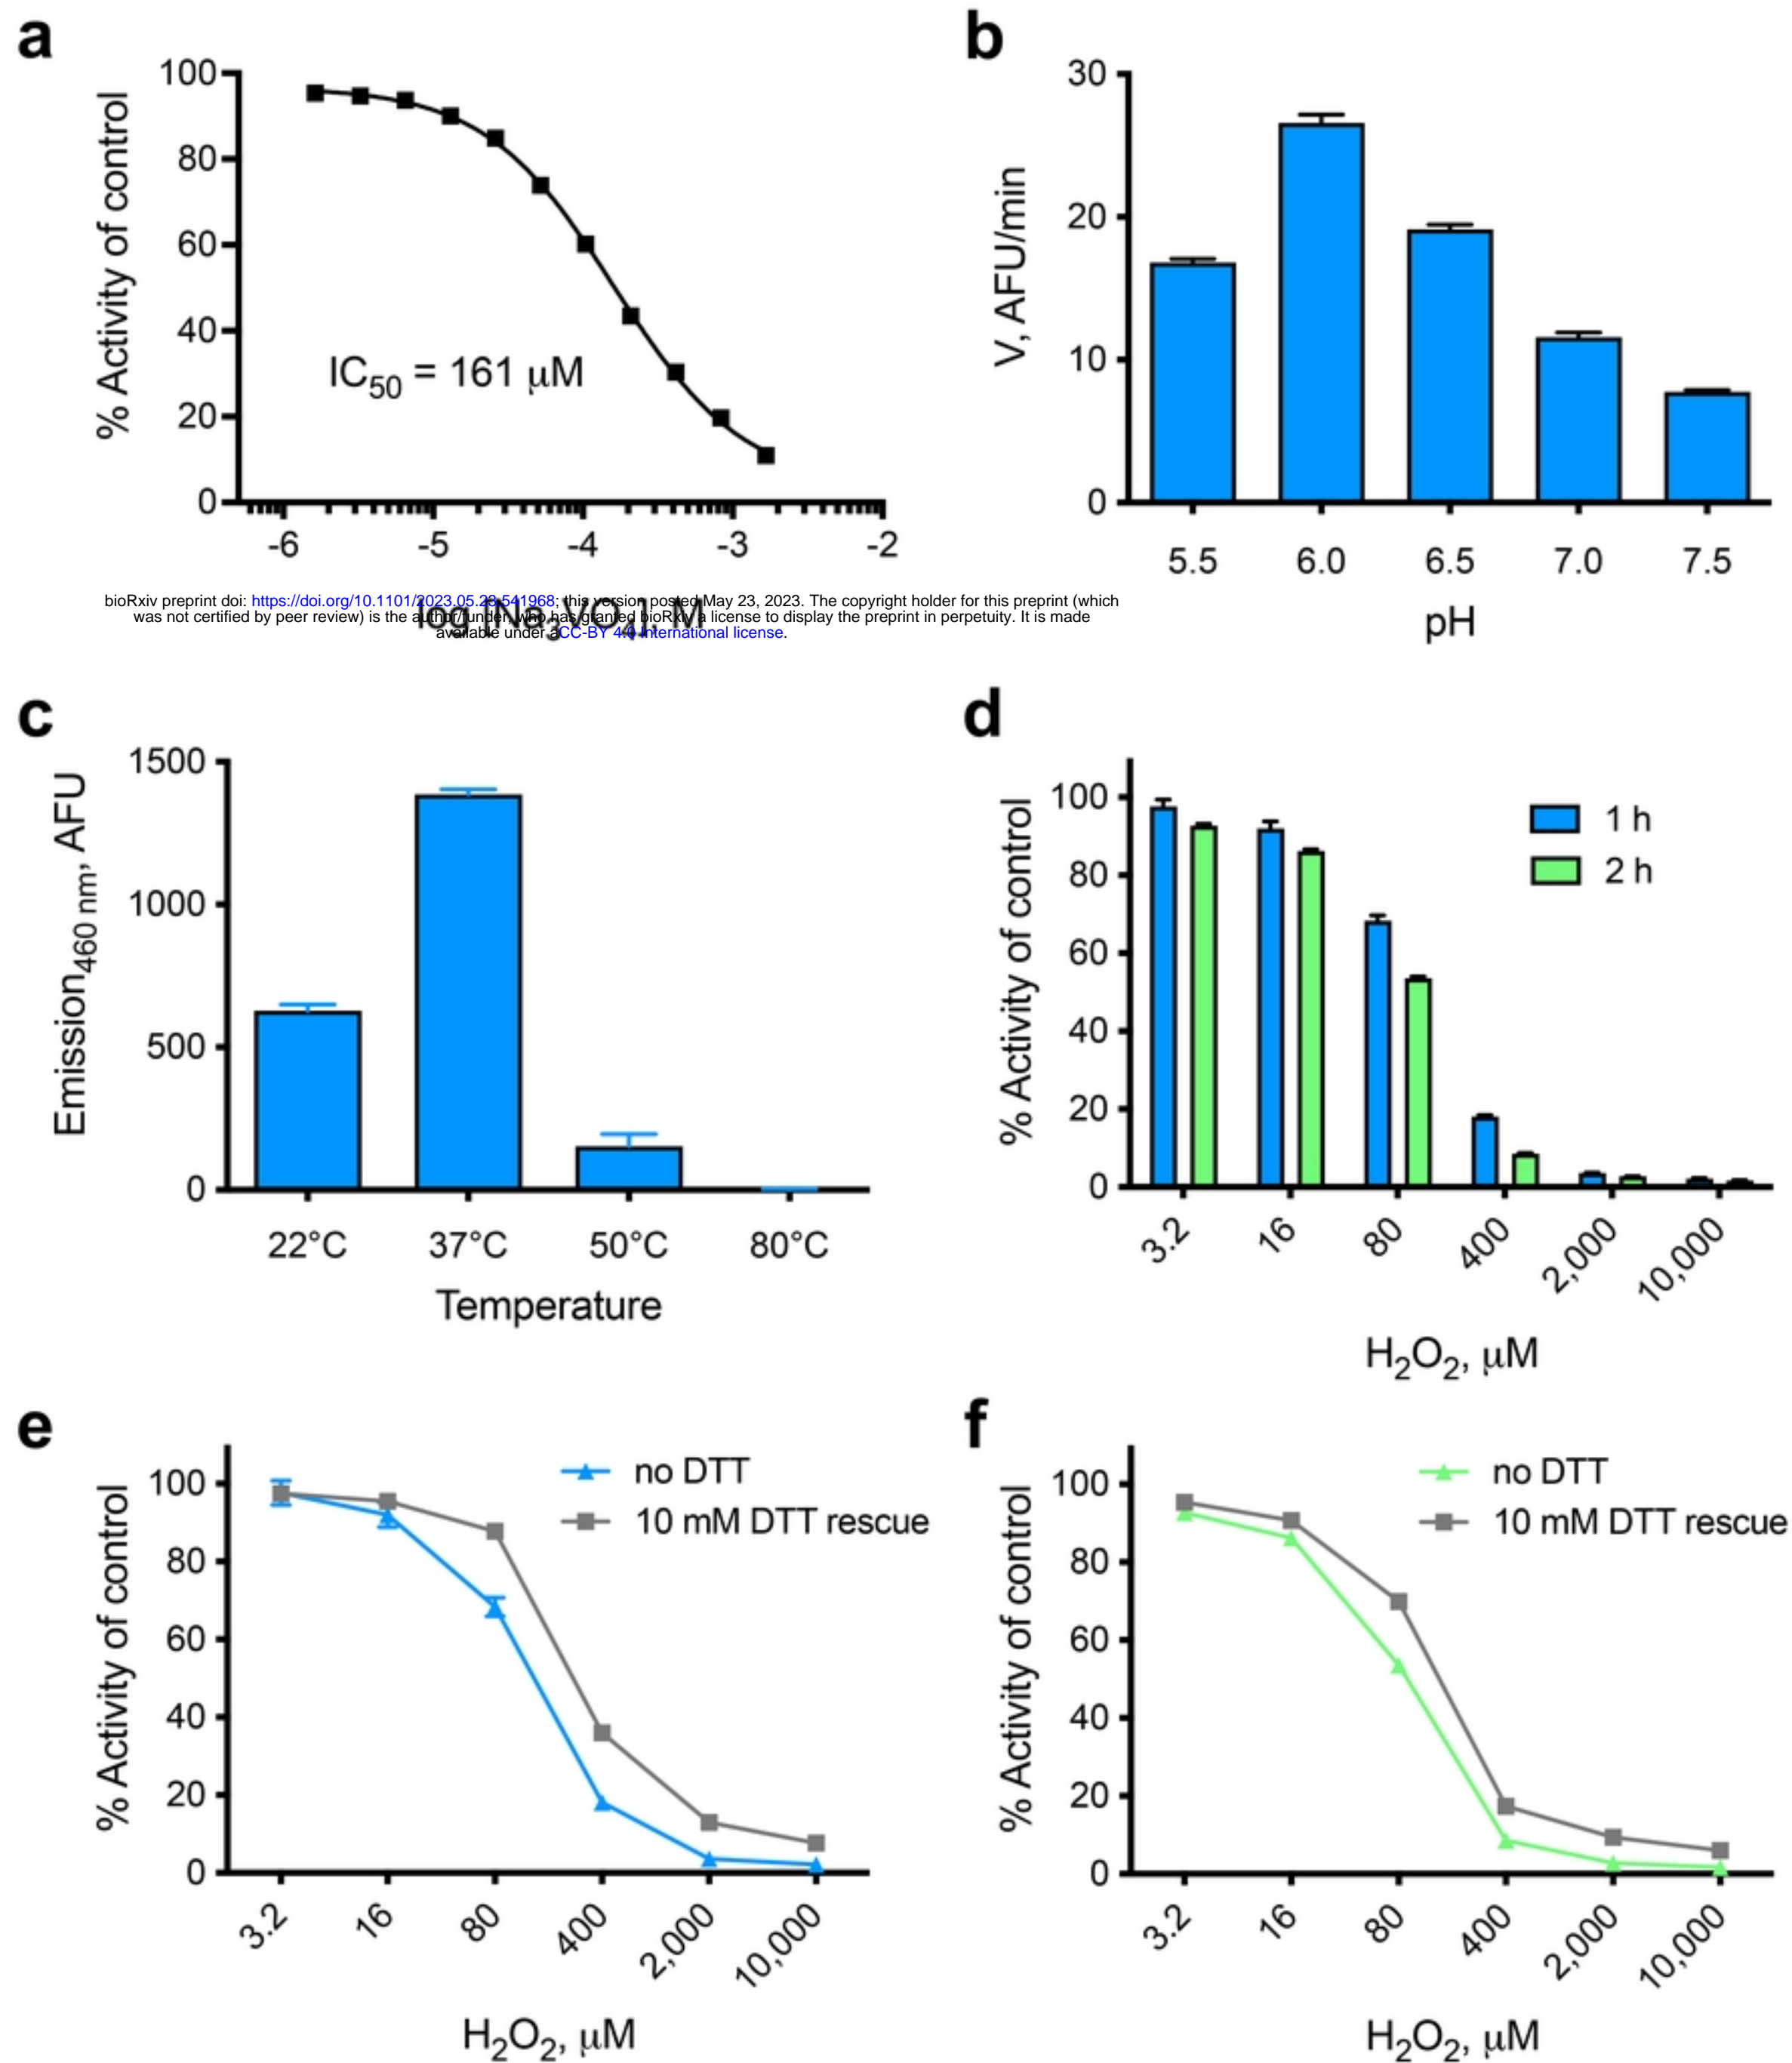 a
% Activity of control
100
80
60
40
20
0
IC50 = 161 μM
-6 -5 -4 -3 -2
log [Na3VO4], M
b
V, AFU/min
30
20
10
0
5.5 6.0 6.5 7.0 7.5
pH
bioRxiv preprint doi: https://doi.org/10.1101/2023.05.23.541968; this version posted May 23, 2023. The copyright holder for this preprint (which
was not certified by peer review) is the author/funder, who has granted bioRxiv a license to display the preprint in perpetuity. It is made
available under aCC-BY 4.0 International license.
c
Emission460 nm, AFU
1500
1000
500
0
22°C 37°C 50°C 80°C
Temperature
d
% Activity of control
100
80
60
40
20
0
1 h
2 h
3.2 16 80 400 2,000 10,000
H2O2, μM
e
% Activity of control
100
80
60
40
20
0
no DTT
10 mM DTT rescue
3.2 16 80 400 2,000 10,000
H2O2, μM
f
% Activity of control
100
80
60
40
20
0
no DTT
10 mM DTT rescue
3.2 16 80 400 2,000 10,000
H2O2, μM